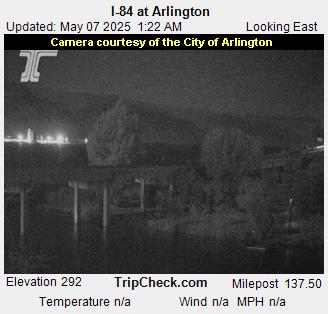 I-84 at Arlington
Updated: May 07 2025 1:22 AM Looking East
Camera courtesy of the City of Arlington
Elevation 292 TripCheck.com Milepost 137.50
Temperature n/a Wind n/a MPH n/a